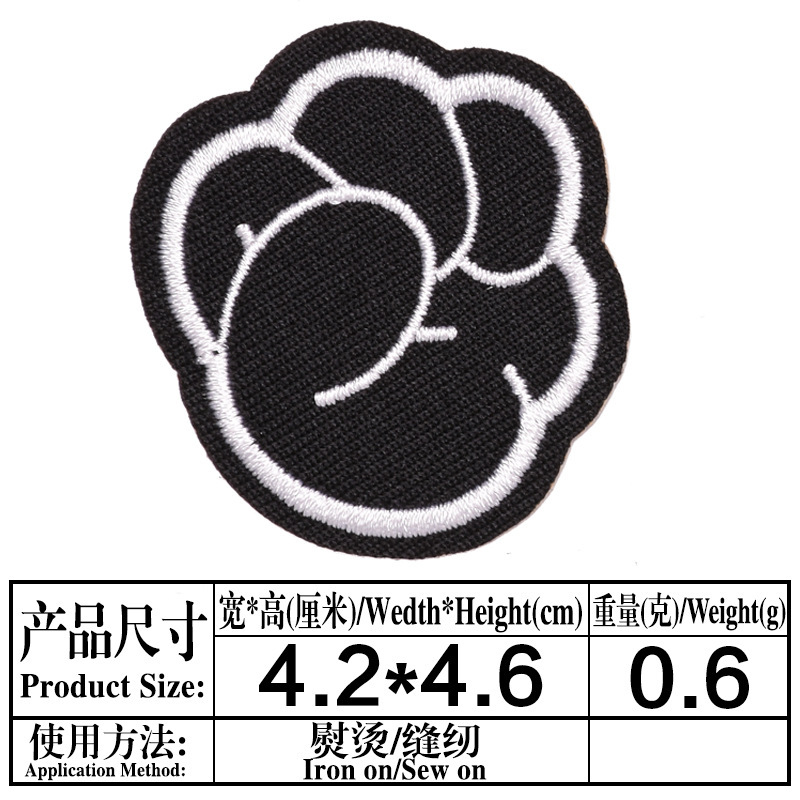 产品尺寸
Product Size:
宽*高(厘米)/Wedth*Height(cm)
重量(克)/Weight(g)
4.2*4.6
0.6
使用方法:
Application Method:
熨烫/缝纫
Iron on/Sew on